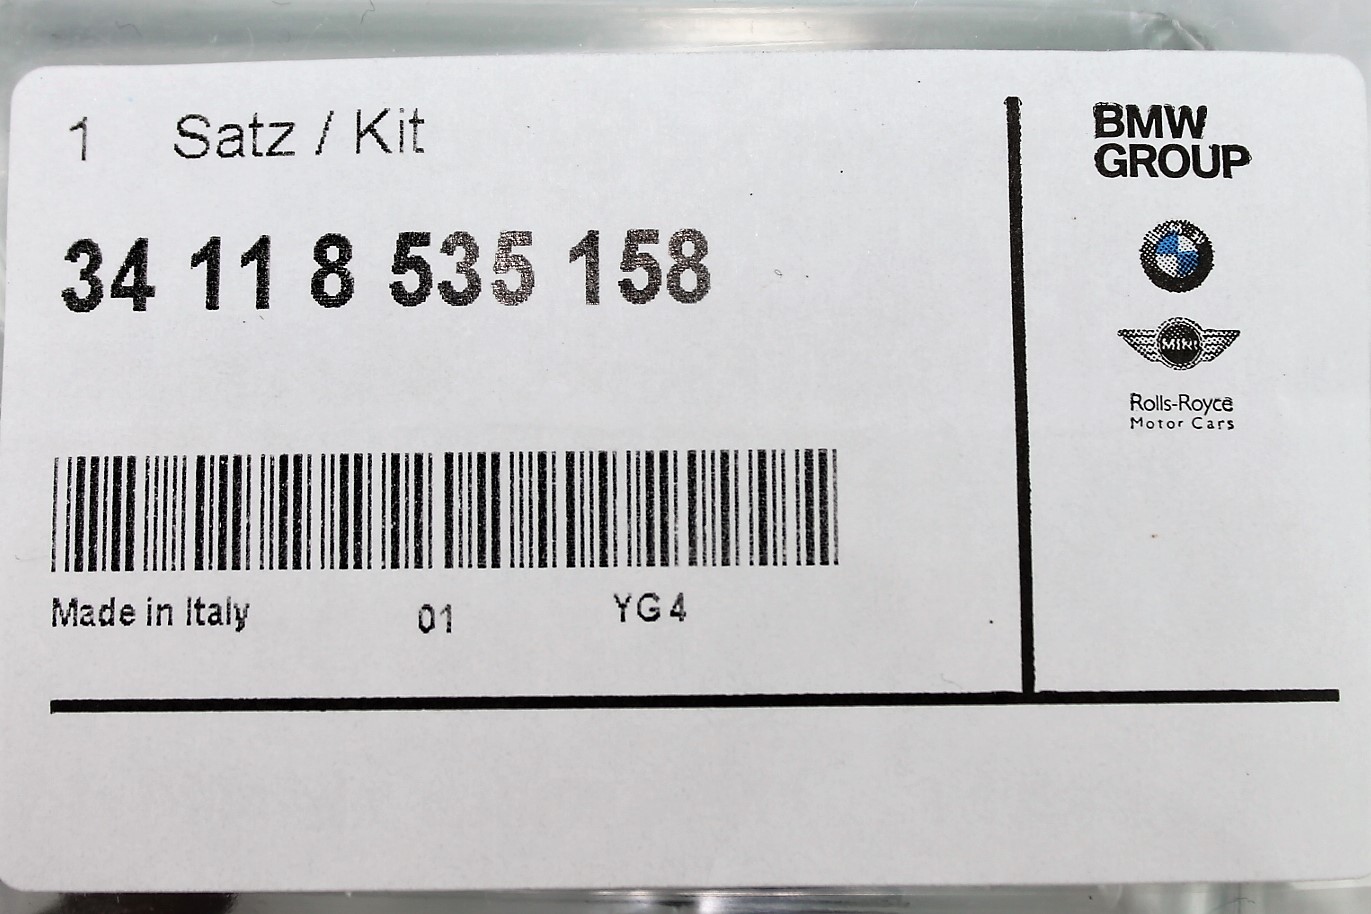 1 Satz / Kit
34 11 8 535 158
Made in Italy 01 YG4
BMW
GROUP
MINI
Rolls-Royce
Motor Cars